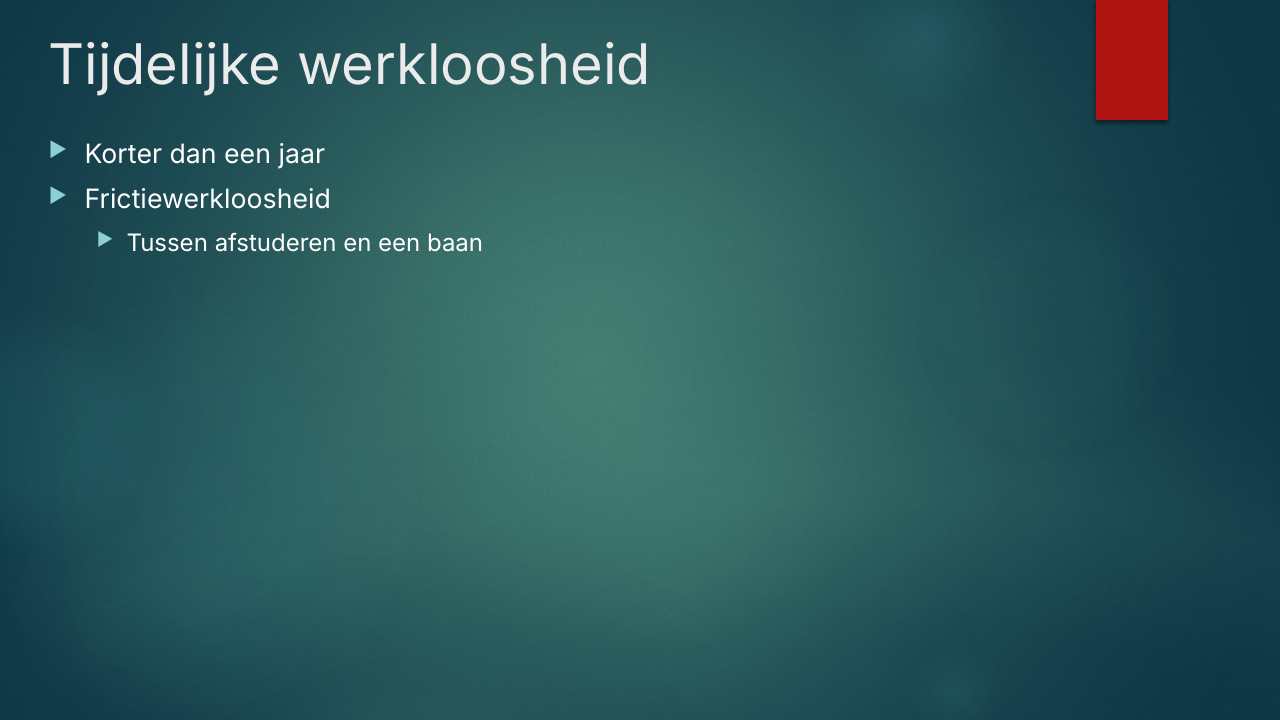 Tijdelijke werkloosheid
Korter dan een jaar
Frictiewerkloosheid
Tussen afstuderen en een baan